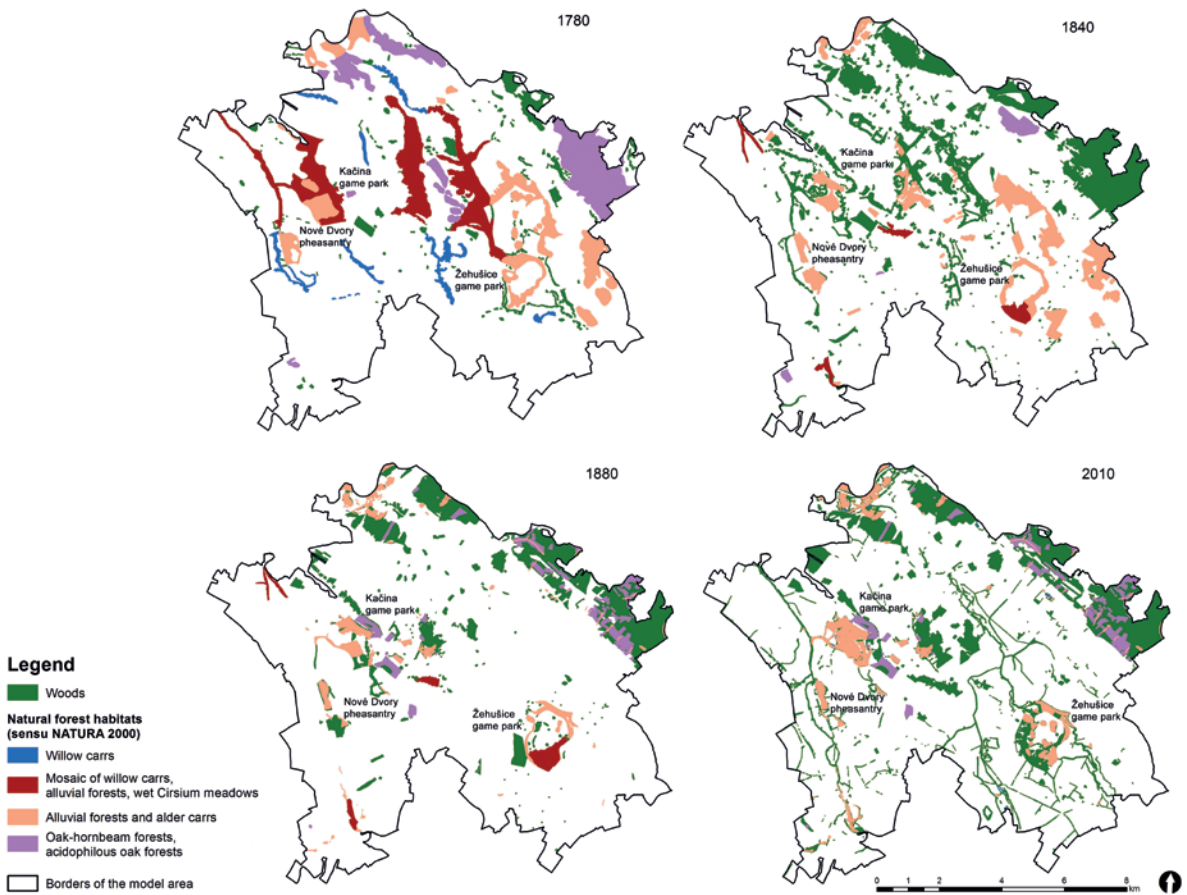 1780
Kačina
game park
Nové Dvory
pheasantry
Žehušice
game park
1840
Kačina
game park
Nové Dvory
pheasantry
Žehušice
game park
1880
Kačina
game park
Nové Dvory
pheasantry
Žehušice
game park
2010
Kačina
game park
Nové Dvory
pheasantry
Žehušice
game park
Legend
Woods
Natural forest habitats
(sensu NATURA 2000)
Willow carrs
Mosaic of willow carrs,
alluvial forests, wet Cirsium meadows
Alluvial forests and alder carrs
Oak-hornbeam forests,
acidophilous oak forests
Borders of the model area
0 2 4 6 8
km